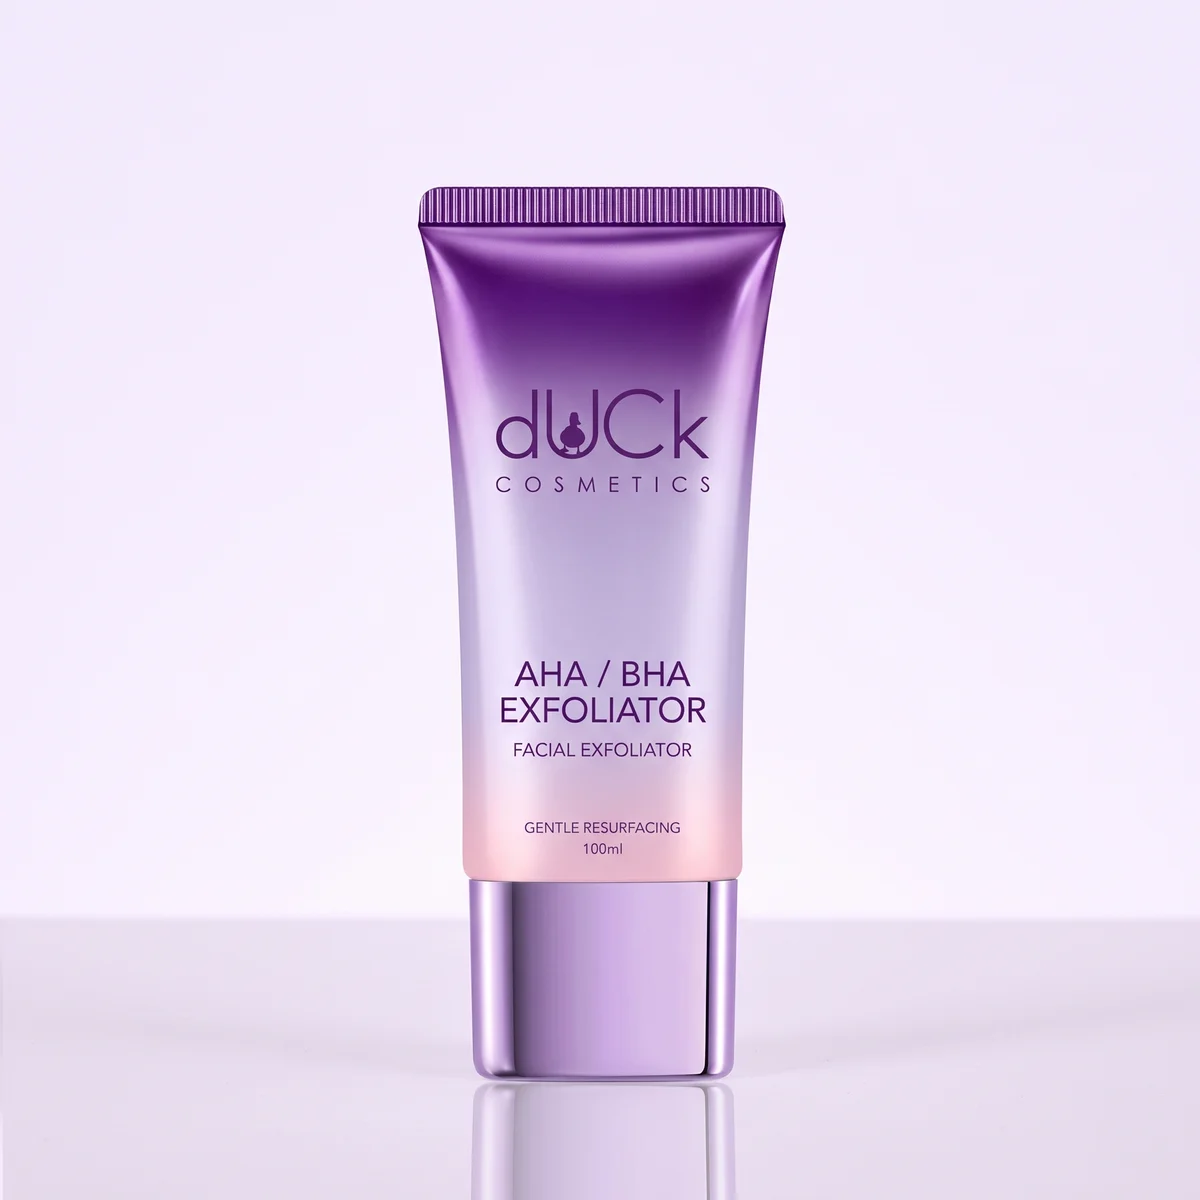 dUCk
COSMETICS
AHA / BHA
EXFOLIATOR
FACIAL EXFOLIATOR
GENTLE RESURFACING
100ml